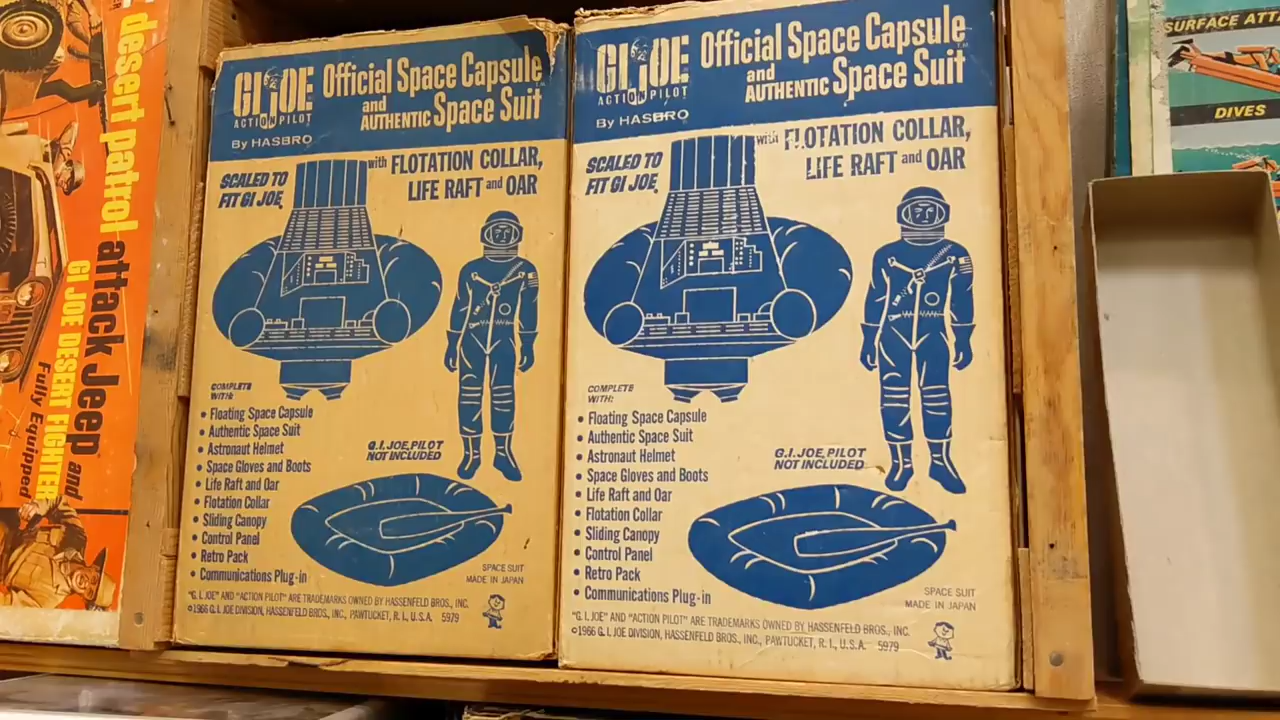 desert patrol attack Jeep and
GI JOE DESERT FIGHTER
Fully Equipped
GI JOE
ACTION PILOT
By HASBRO
Official Space Capsule™
and
AUTHENTIC Space Suit
with FLOTATION COLLAR,
LIFE RAFT and OAR
SCALED TO
FIT GI JOE
COMPLETE
WITH:
• Floating Space Capsule
• Authentic Space Suit
• Astronaut Helmet
• Space Gloves and Boots
• Life Raft and Oar
• Flotation Collar
• Sliding Canopy
• Control Panel
• Retro Pack
• Communications Plug-in
G.I. JOE PILOT
NOT INCLUDED
SPACE SUIT
MADE IN JAPAN
"G.I. JOE" AND "ACTION PILOT" ARE TRADEMARKS OWNED BY HASSENFELD BROS., INC.
©1966 G.I. JOE DIVISION, HASSENFELD BROS., INC., PAWTUCKET, R.I., U.S.A. 5979
GI JOE
ACTION PILOT
By HASBRO
Official Space Capsule™
and
AUTHENTIC Space Suit
with FLOTATION COLLAR,
LIFE RAFT and OAR
SCALED TO
FIT GI JOE
COMPLETE
WITH:
• Floating Space Capsule
• Authentic Space Suit
• Astronaut Helmet
• Space Gloves and Boots
• Life Raft and Oar
• Flotation Collar
• Sliding Canopy
• Control Panel
• Retro Pack
• Communications Plug-in
G.I. JOE PILOT
NOT INCLUDED
SPACE SUIT
MADE IN JAPAN
"G.I. JOE" AND "ACTION PILOT" ARE TRADEMARKS OWNED BY HASSENFELD BROS., INC.
©1966 G.I. JOE DIVISION, HASSENFELD BROS., INC., PAWTUCKET, R.I., U.S.A. 5979
SURFACE ATT
DIVES